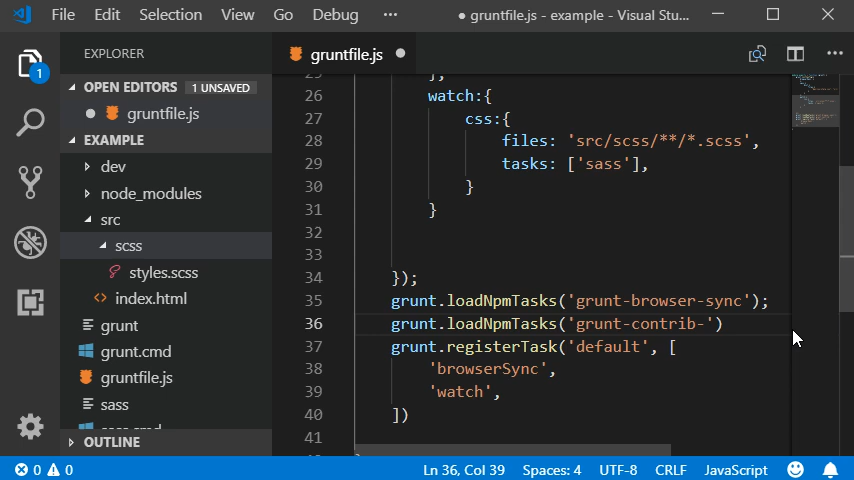 File Edit Selection View Go Debug ··· ● gruntfile.js - example - Visual Stu...
1
EXPLORER
OPEN EDITORS 1 UNSAVED
gruntfile.js
EXAMPLE
dev
node_modules
src
scss
styles.scss
index.html
grunt
grunt.cmd
gruntfile.js
sass
sass.cmd
OUTLINE
gruntfile.js
25 },
26 watch:{
27 css:{
28 files: 'src/scss/**/*.scss',
29 tasks: ['sass'],
30 }
31 }
32
33
34 });
35 grunt.loadNpmTasks('grunt-browser-sync');
36 grunt.loadNpmTasks('grunt-contrib-')
37 grunt.registerTask('default', [
38 'browserSync',
39 'watch',
40 ])
41
0 0 Ln 36, Col 39 Spaces: 4 UTF-8 CRLF JavaScript